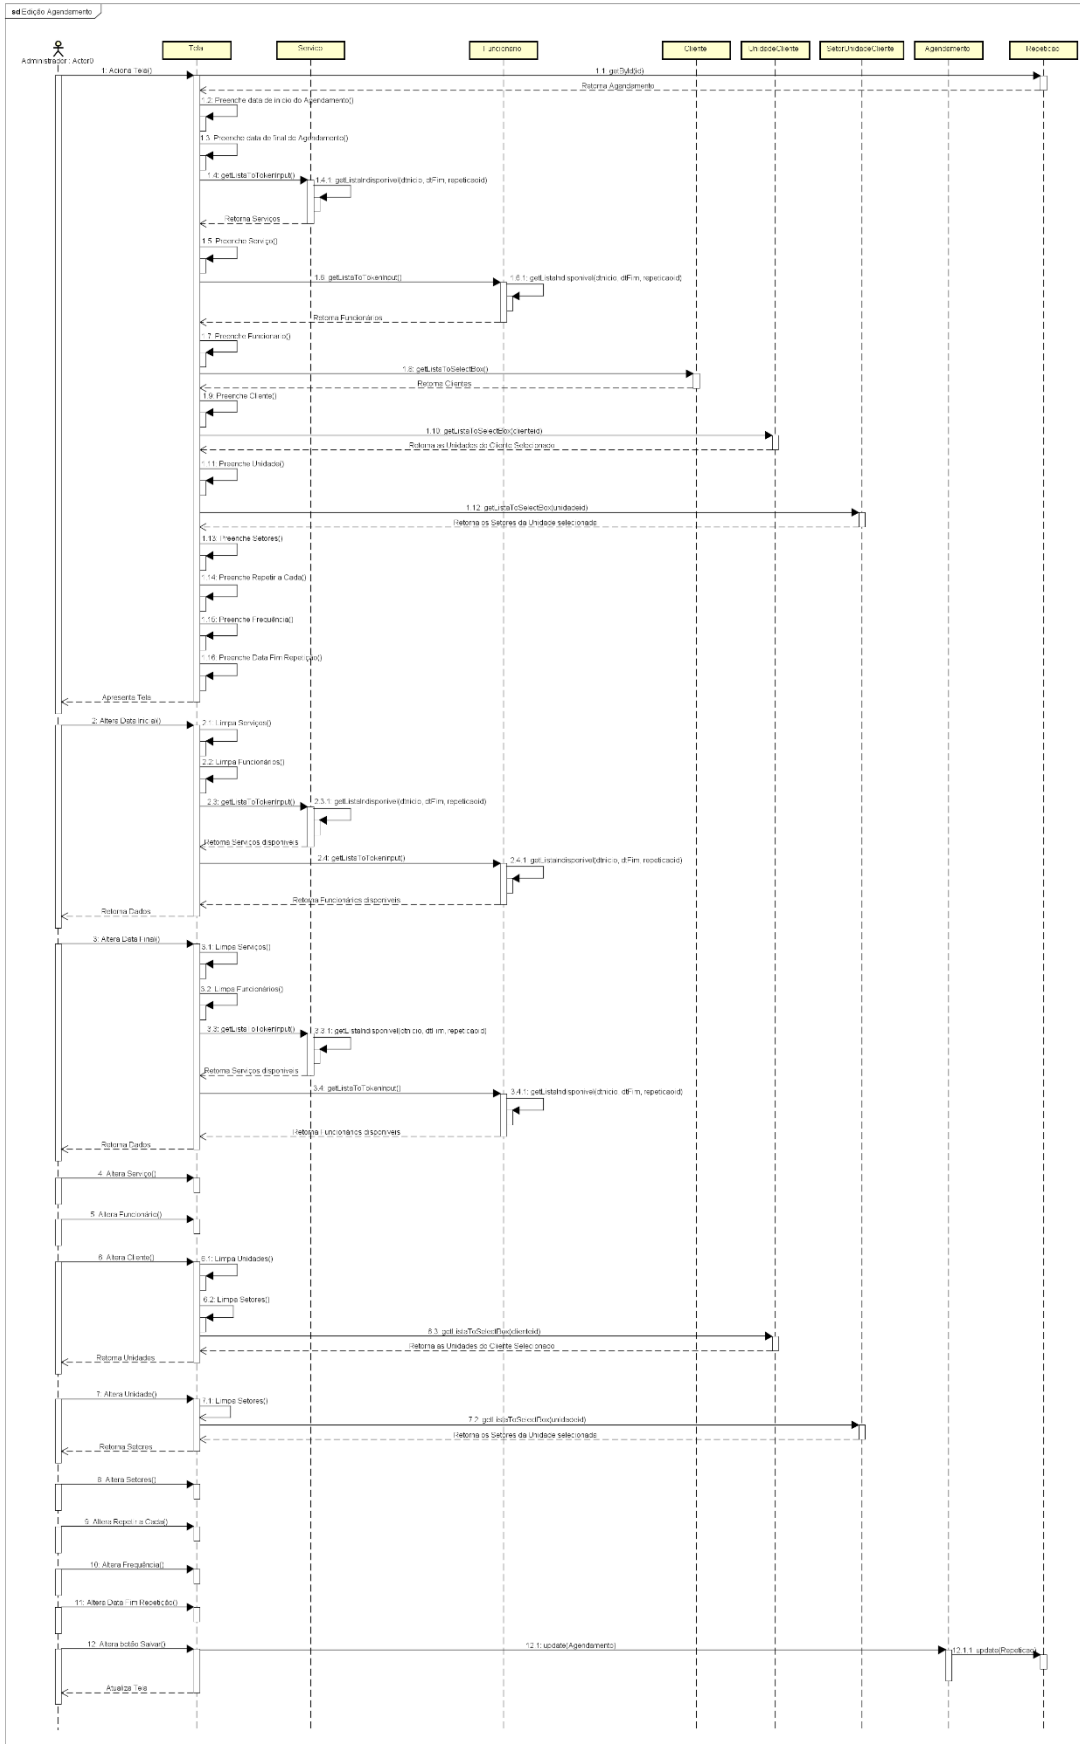 sd Edição Agendamento
Administrador : Actor0
Tela
Servico
Funcionario
Cliente
UnidadeCliente
SetorUnidadeCliente
Agendamento
Repeticao
1: Aciona Tela()
1.1: getById(id)
Retorna Agendamento
1.2: Preenche data de inicio do Agendamento()
1.3: Preenche data de final do Agendamento()
1.4: getListaToTokenInput()
1.4.1: getListaIndisponivel(dtnicio, dtFim, repeticaoid)
Retorna Serviços
1.5: Preenche Serviço()
1.6: getListaToTokenInput()
1.6.1: getListaIndisponivel(dtnicio, dtFim, repeticaoid)
Retorna Funcionários
1.7: Preenche Funcionario()
1.8: getListaToSelectBox()
Retorna Clientes
1.9: Preenche Cliente()
1.10: getListaToSelectBox(clienteid)
Retorna as Unidades do Cliente Selecionado
1.11: Preenche Unidade()
1.12: getListaToSelectBox(unidadeid)
Retorna os Setores da Unidade selecionada
1.13: Preenche Setores()
1.14: Preenche Repetir a Cada()
1.15: Preenche Frequência()
1.16: Preenche Data Fim Repetição()
Apresenta Tela
2: Altera Data Inicial()
2.1: Limpa Serviços()
2.2: Limpa Funcionários()
2.3: getListaToTokenInput()
2.3.1: getListaIndisponivel(dtnicio, dtFim, repeticaoid)
Retorna Serviços disponiveis
2.4: getListaToTokenInput()
2.4.1: getListaIndisponivel(dtnicio, dtFim, repeticaoid)
Retorna Funcionários disponiveis
Retorna Dados
3: Altera Data Final()
3.1: Limpa Serviços()
3.2: Limpa Funcionários()
3.3: getListaToTokenInput()
3.3.1: getListaIndisponivel(dtnicio, dtFim, repeticaoid)
Retorna Serviços disponiveis
3.4: getListaToTokenInput()
3.4.1: getListaIndisponivel(dtnicio, dtFim, repeticaoid)
Retorna Funcionários disponiveis
Retorna Dados
4: Altera Serviço()
5: Altera Funcionário()
6: Altera Cliente()
6.1: Limpa Unidades()
6.2: Limpa Setores()
6.3: getListaToSelectBox(clienteid)
Retorna as Unidades do Cliente Selecionado
Retorna Unidades
7: Altera Unidade()
7.1: Limpa Setores()
7.2: getListaToSelectBox(unidadeid)
Retorna os Setores da Unidade selecionada
Retorna Setores
8: Altera Setores()
9: Altera Repetir a Cada()
10: Altera Frequência()
11: Altera Data Fim Repetição()
12: Altera botão Salvar()
12.1: update(Agendamento)
12.1.1: update(Repeticao)
Atualiza Tela